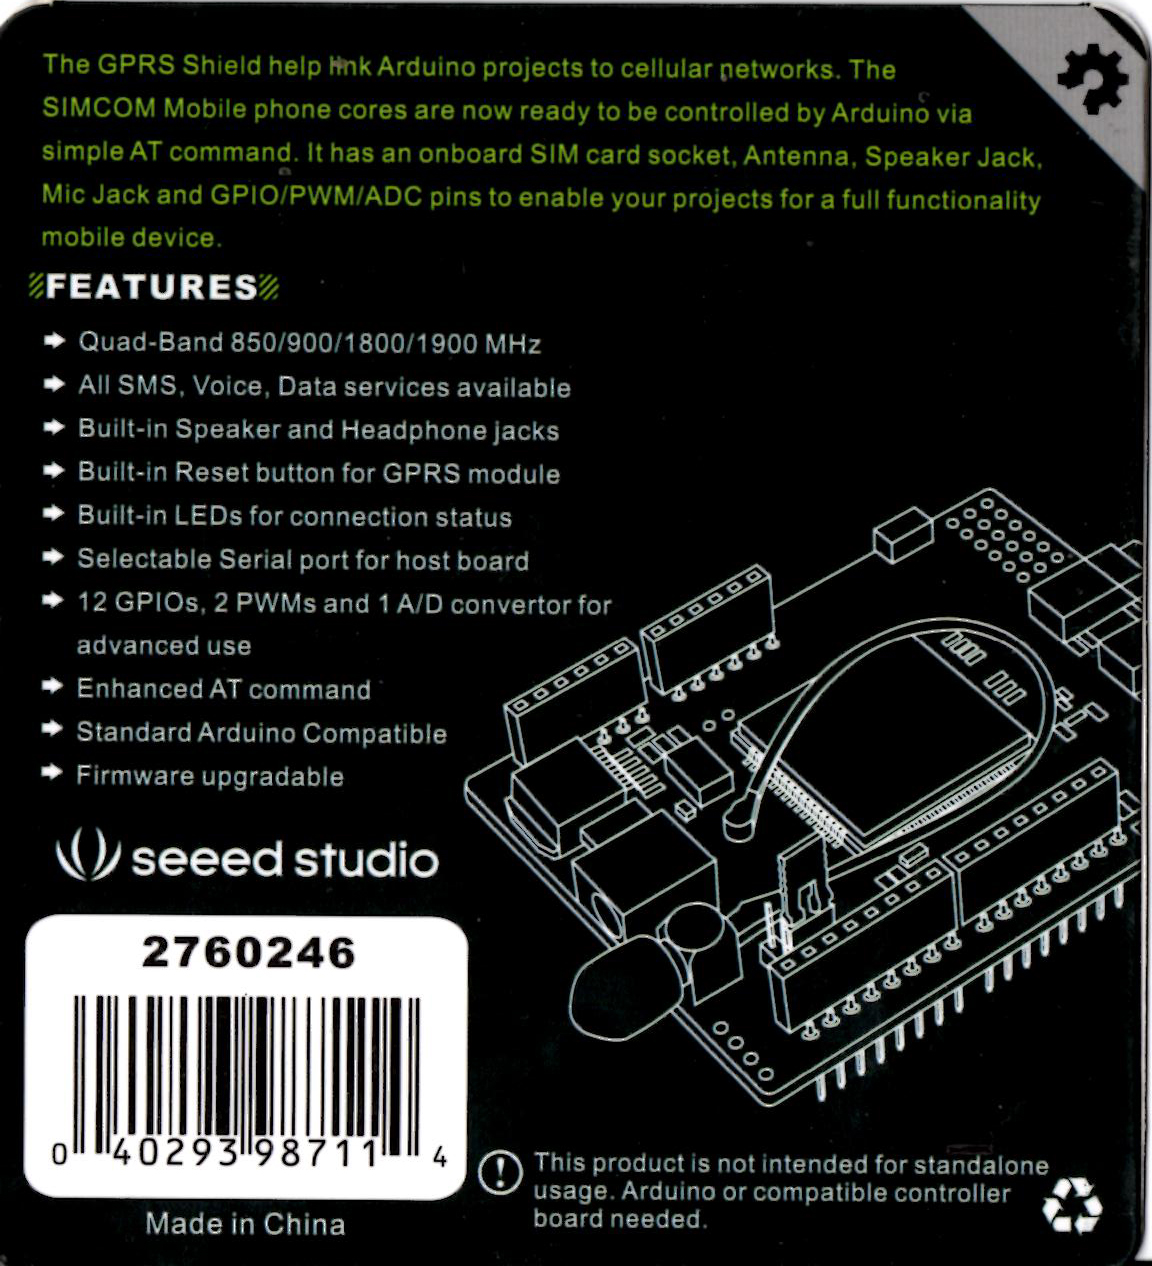 The GPRS Shield help link Arduino projects to cellular networks. The
SIMCOM Mobile phone cores are now ready to be controlled by Arduino via
simple AT command. It has an onboard SIM card socket, Antenna, Speaker Jack,
Mic Jack and GPIO/PWM/ADC pins to enable your projects for a full functionality
mobile device.
FEATURES
Quad-Band 850/900/1800/1900 MHz
All SMS, Voice, Data services available
Built-in Speaker and Headphone jacks
Built-in Reset button for GPRS module
Built-in LEDs for connection status
Selectable Serial port for host board
12 GPIOs, 2 PWMs and 1 A/D convertor for
advanced use
Enhanced AT command
Standard Arduino Compatible
Firmware upgradable
seeed studio
2760246
0 40293 98711 4
Made in China
This product is not intended for standalone
usage. Arduino or compatible controller
board needed.